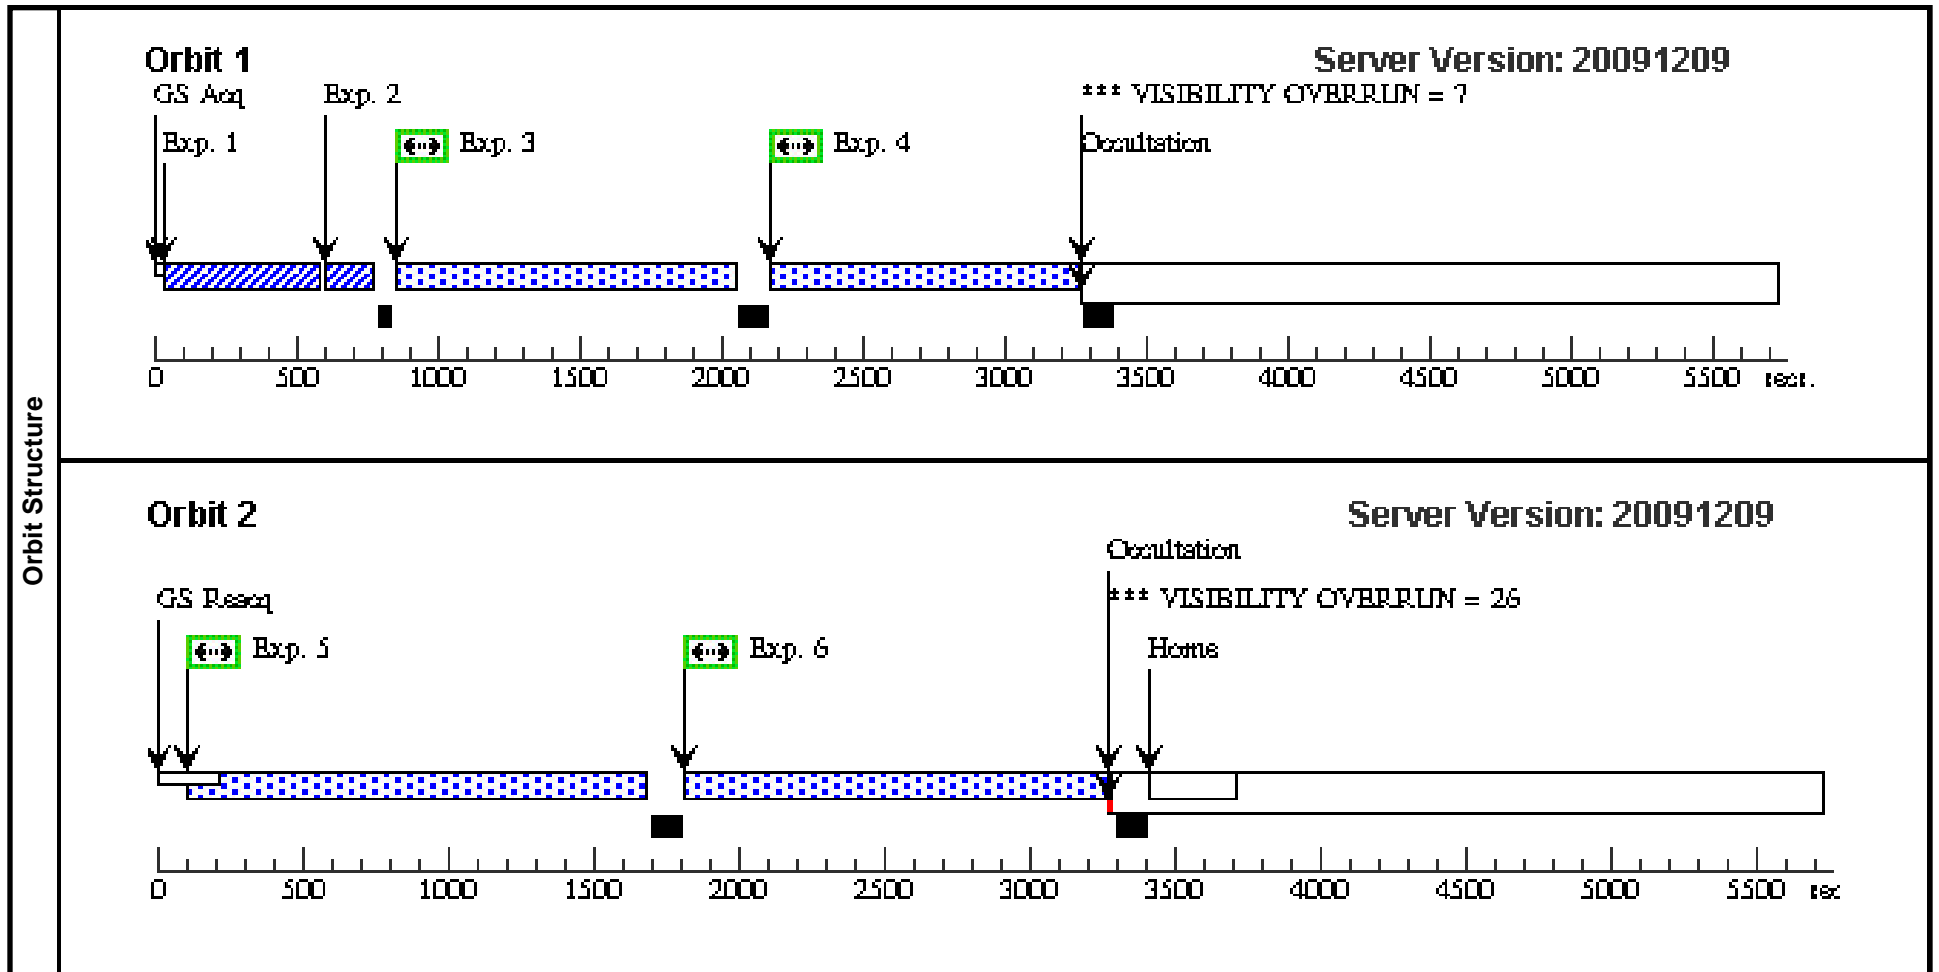 Orbit Structure
Orbit 1
Server Version: 20091209
GS Acq
Exp. 2
*** VISIBILITY OVERRUN = 7
Exp. 1
Exp. 3
Exp. 4
Occultation
0 500 1000 1500 2000 2500 3000 3500 4000 4500 5000 5500 secs.
Orbit 2
Server Version: 20091209
Occultation
GS Reacq
*** VISIBILITY OVERRUN = 26
Exp. 5
Exp. 6
Home
0 500 1000 1500 2000 2500 3000 3500 4000 4500 5000 5500 sec